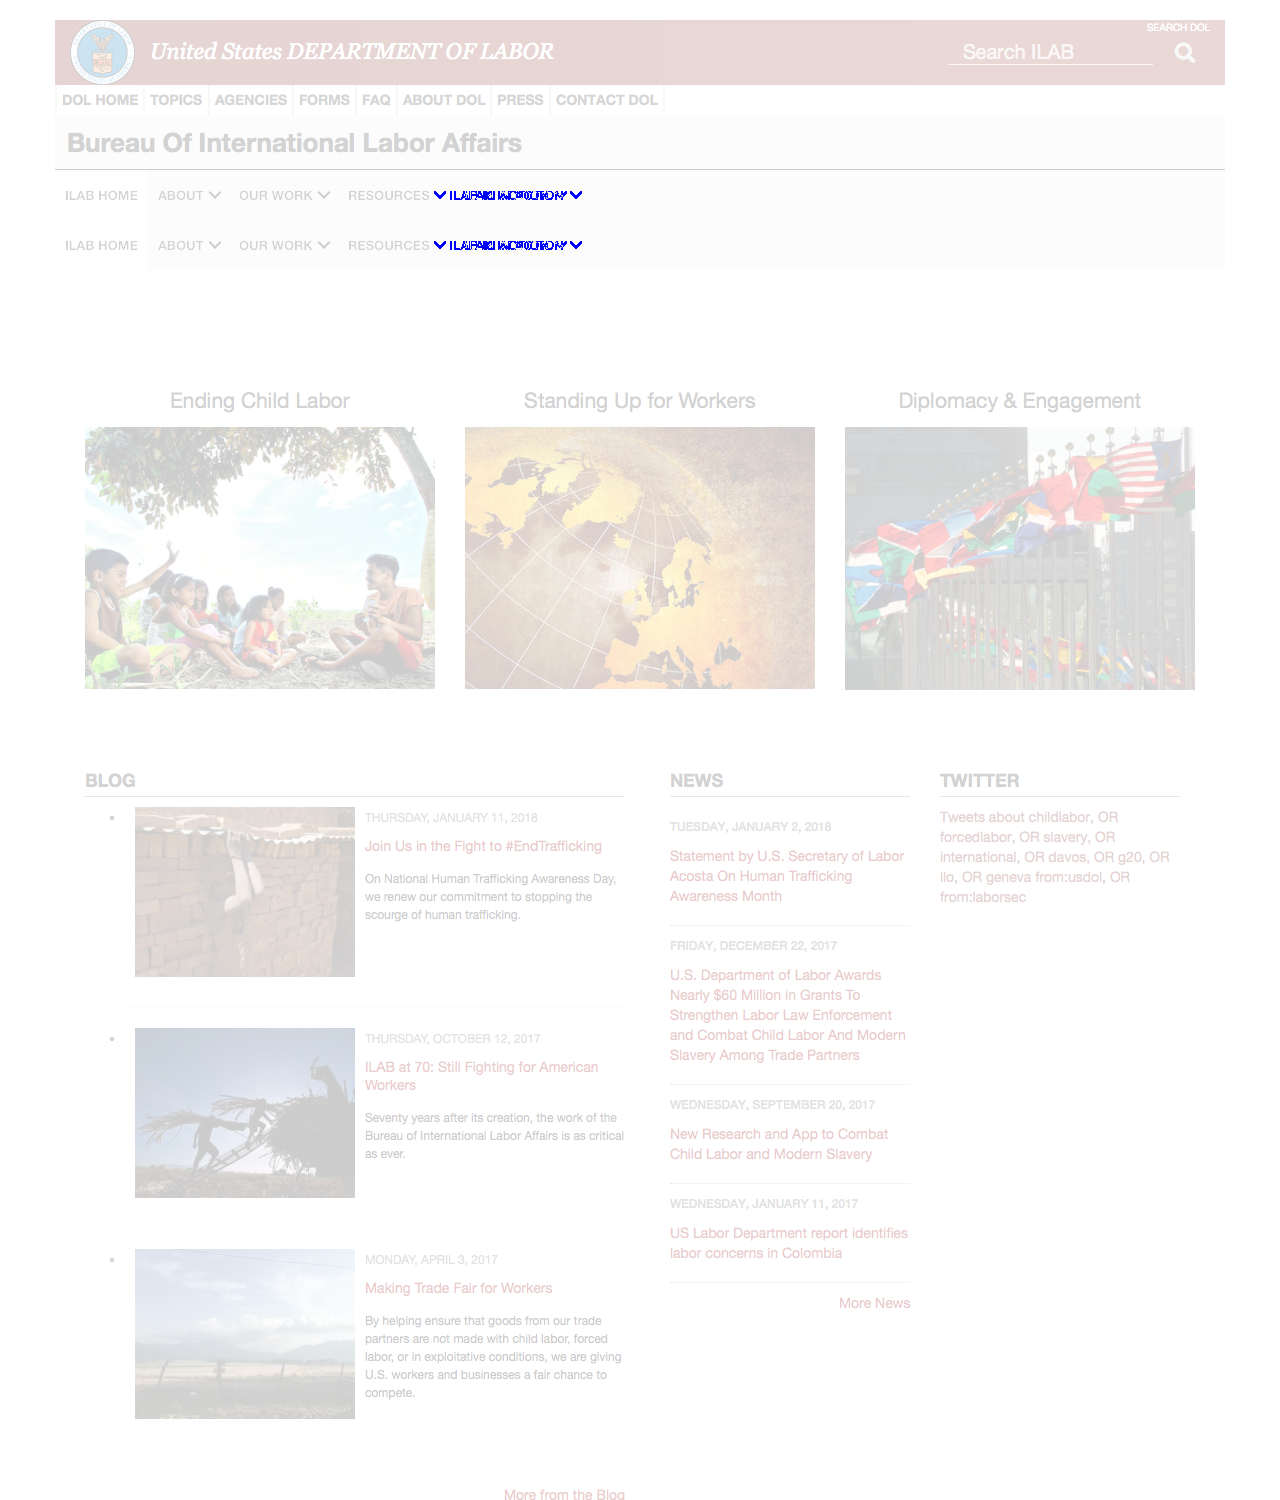 SEARCH DOL
United States DEPARTMENT OF LABOR
Search ILAB
DOL HOME TOPICS AGENCIES FORMS FAQ ABOUT DOL PRESS CONTACT DOL
Bureau Of International Labor Affairs
ILAB HOME ABOUT OUR WORK RESOURCES
ILAB HOME ABOUT OUR WORK RESOURCES
Ending Child Labor
Standing Up for Workers
Diplomacy & Engagement
BLOG
THURSDAY, JANUARY 11, 2018
Join Us in the Fight to #EndTrafficking
On National Human Trafficking Awareness Day,
we renew our commitment to stopping the
scourge of human trafficking.
THURSDAY, OCTOBER 12, 2017
ILAB at 70: Still Fighting for American
Workers
Seventy years after its creation, the work of the
Bureau of International Labor Affairs is as critical
as ever.
MONDAY, APRIL 3, 2017
Making Trade Fair for Workers
By helping ensure that goods from our trade
partners are not made with child labor, forced
labor, or in exploitative conditions, we are giving
U.S. workers and businesses a fair chance to
compete.
More from the Blog
NEWS
TUESDAY, JANUARY 2, 2018
Statement by U.S. Secretary of Labor
Acosta On Human Trafficking
Awareness Month
FRIDAY, DECEMBER 22, 2017
U.S. Department of Labor Awards
Nearly $60 Million in Grants To
Strengthen Labor Law Enforcement
and Combat Child Labor And Modern
Slavery Among Trade Partners
WEDNESDAY, SEPTEMBER 20, 2017
New Research and App to Combat
Child Labor and Modern Slavery
WEDNESDAY, JANUARY 11, 2017
US Labor Department report identifies
labor concerns in Colombia
More News
TWITTER
Tweets about childlabor, OR
forcedlabor, OR slavery, OR
international, OR davos, OR g20, OR
ilo, OR geneva from:usdol, OR
from:laborsec